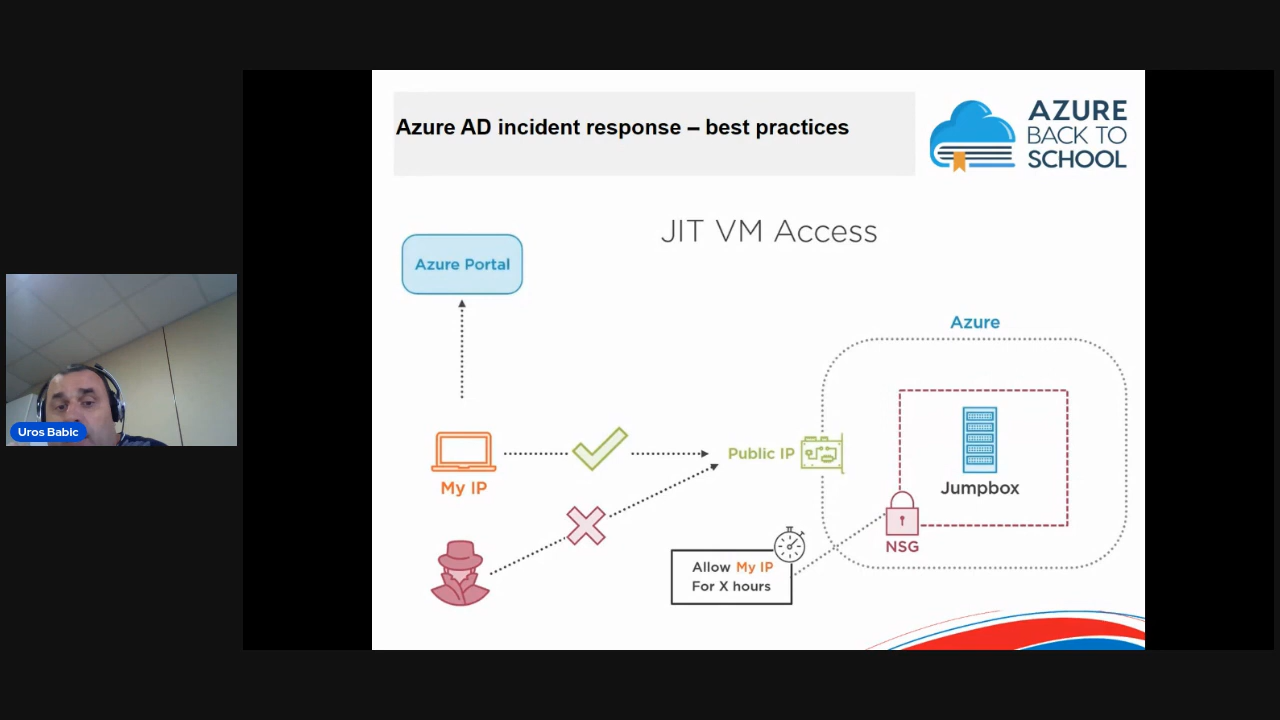 Azure AD incident response – best practices
AZURE
BACK TO
SCHOOL
JIT VM Access
Azure Portal
Azure
My IP
Public IP
Jumpbox
NSG
Allow My IP
For X hours
Uros Babic